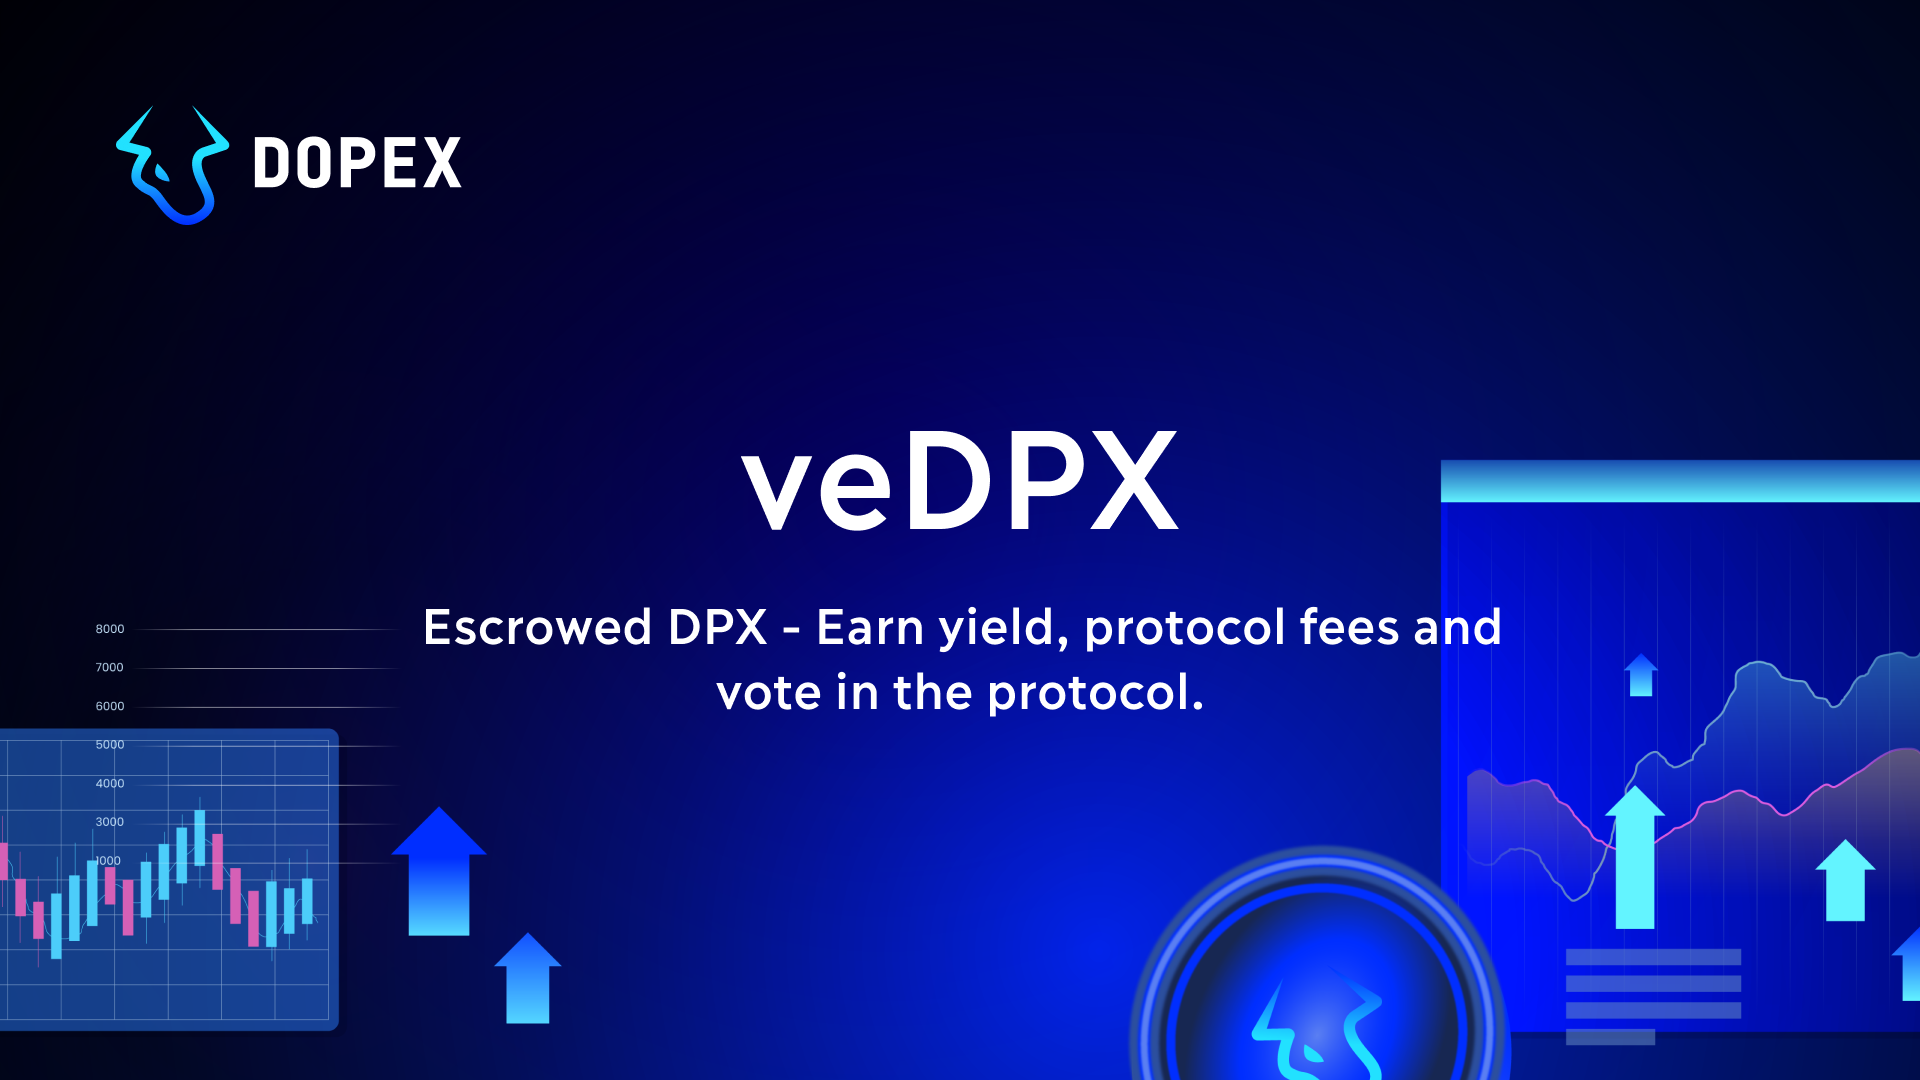 DOPEX
veDPX
Escrowed DPX - Earn yield, protocol fees and
vote in the protocol.
8000
7000
6000
5000
4000
3000
1000